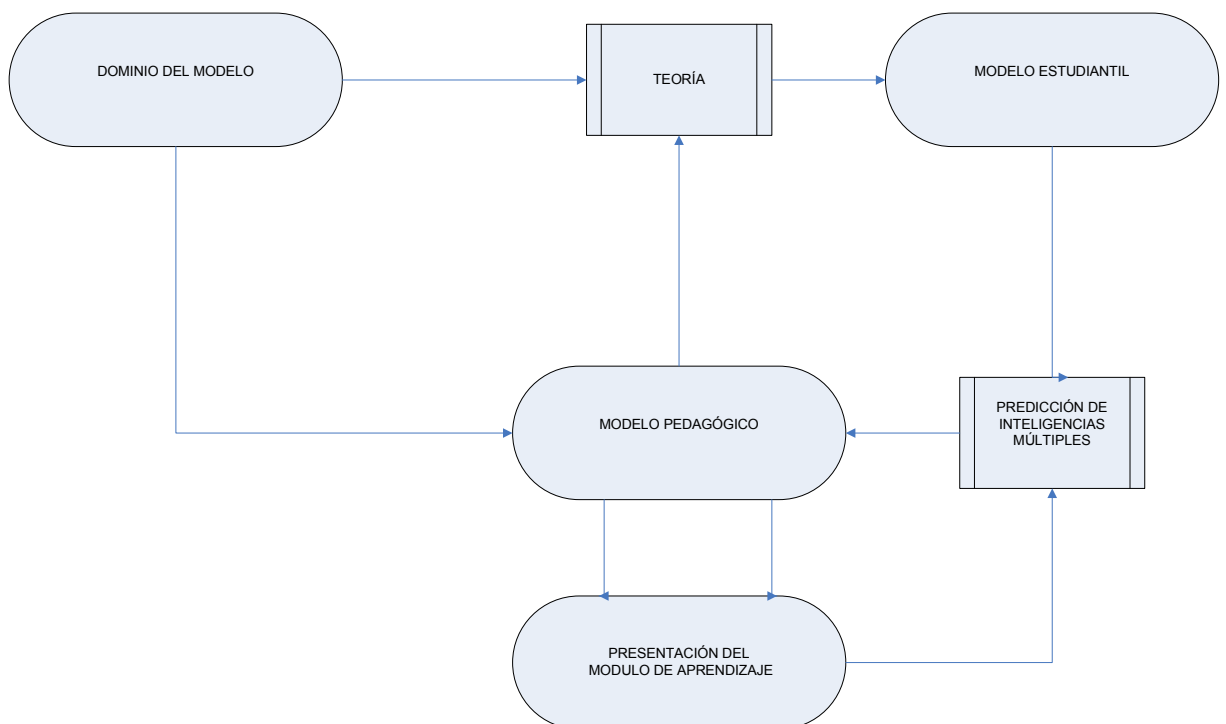 DOMINIO DEL MODELO
TEORÍA
MODELO ESTUDIANTIL
MODELO PEDAGÓGICO
PREDICCIÓN DE
INTELIGENCIAS
MÚLTIPLES
PRESENTACIÓN DEL
MODULO DE APRENDIZAJE